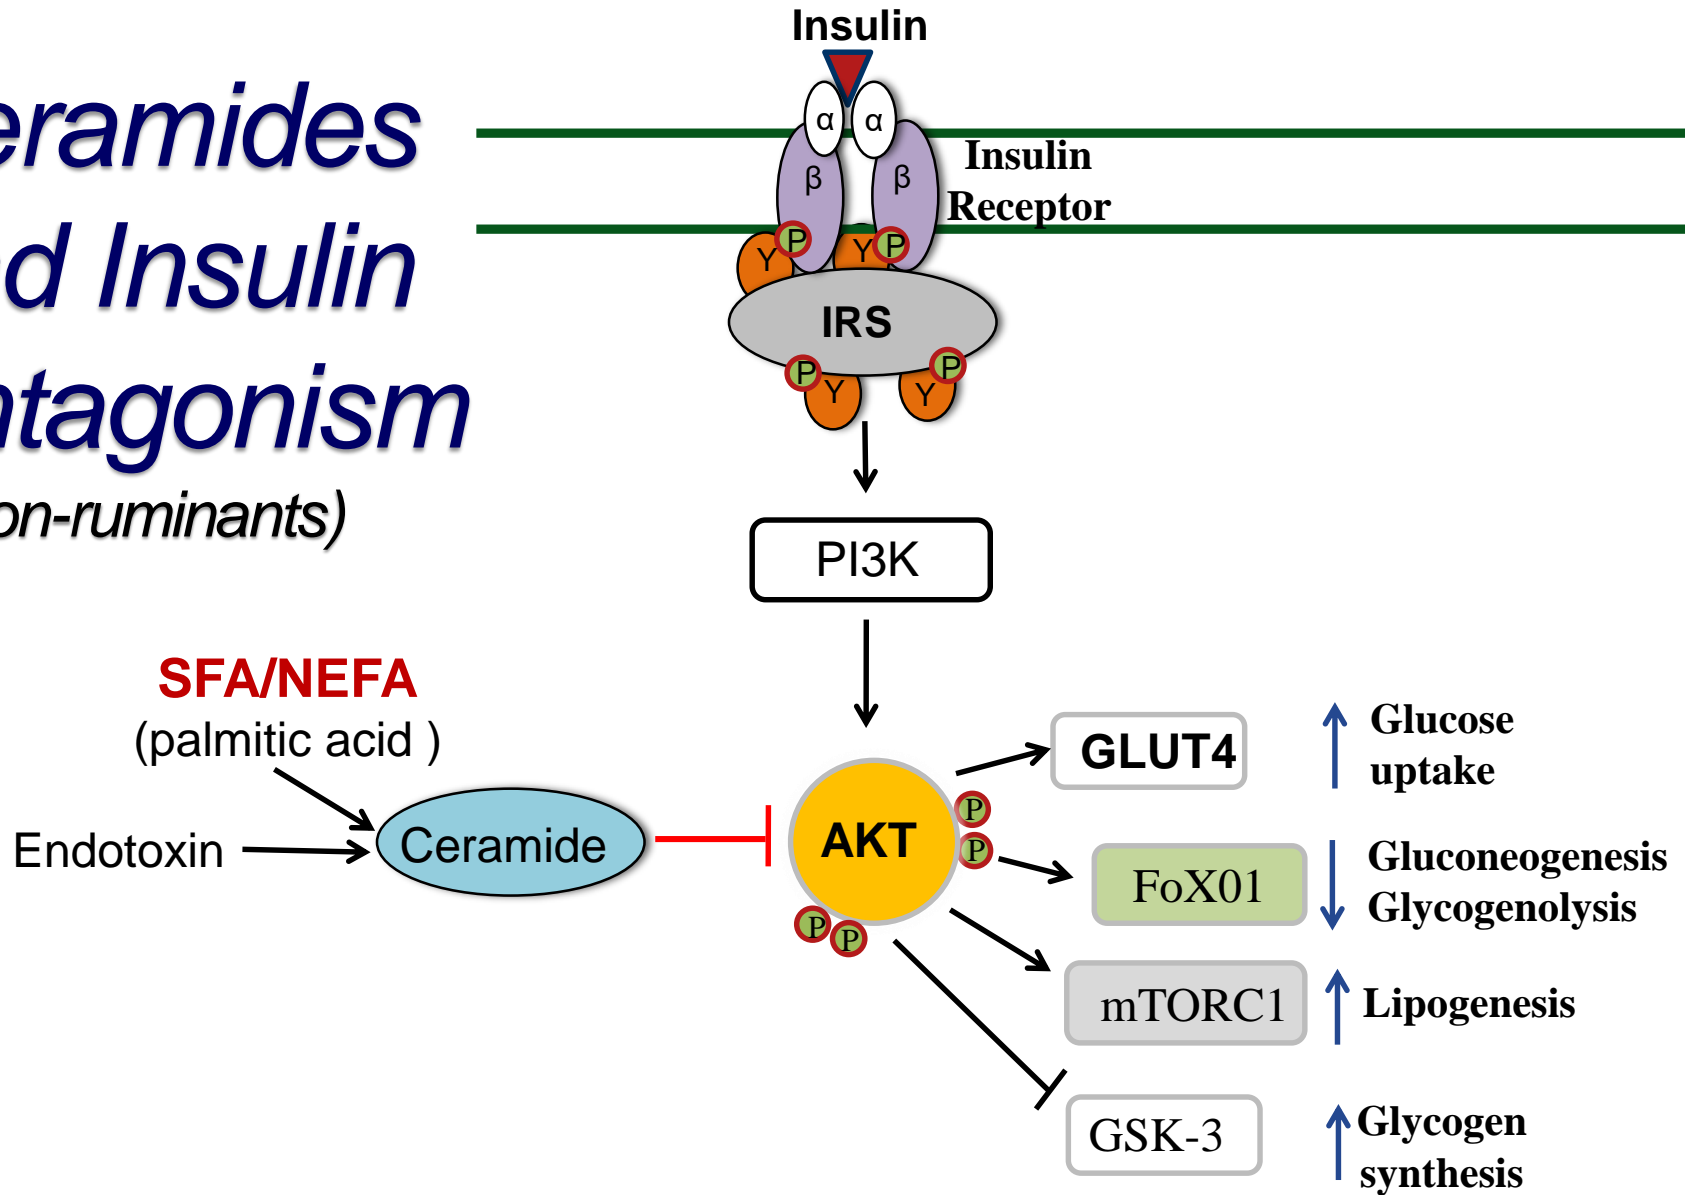 eramides
d Insulin
ntagonism
on-ruminants)
Insulin
α α
β β
Insulin
Receptor
P P
Y Y
IRS
P P
Y Y
PI3K
SFA/NEFA
(palmitic acid )
Endotoxin
Ceramide
AKT
P
P
P
P
GLUT4
Glucose
uptake
FoX01
Gluconeogenesis
Glycogenolysis
mTORC1
Lipogenesis
GSK-3
Glycogen
synthesis